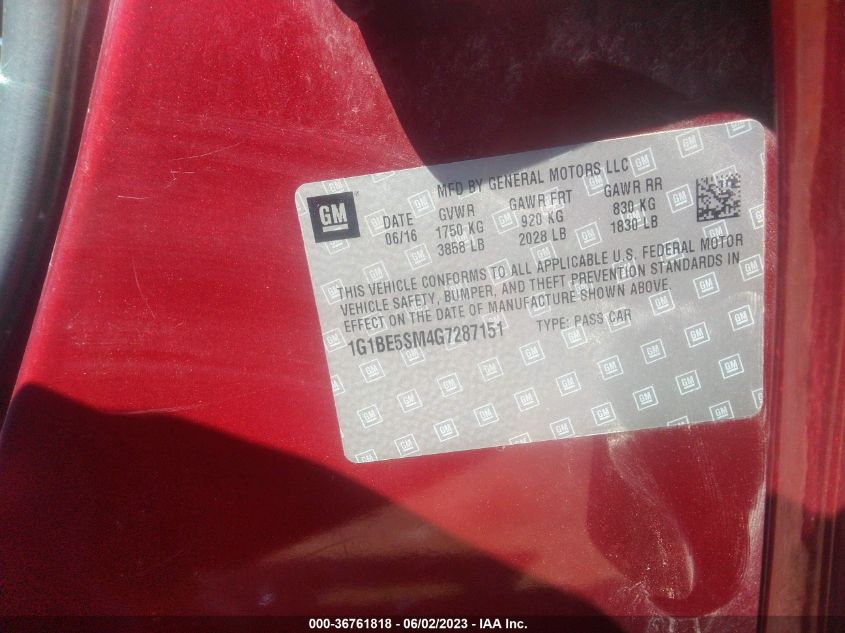 MFD BY GENERAL MOTORS LLC
GM
DATE GVWR GAWR FRT GAWR RR
06/16 1750 KG 920 KG 830 KG
3858 LB 2028 LB 1830 LB
THIS VEHICLE CONFORMS TO ALL APPLICABLE U.S. FEDERAL MOTOR
VEHICLE SAFETY, BUMPER, AND THEFT PREVENTION STANDARDS IN
EFFECT ON THE DATE OF MANUFACTURE SHOWN ABOVE.
1G1BE5SM4G7287151 TYPE: PASS CAR
000-36761818 - 06/02/2023 - IAA Inc.